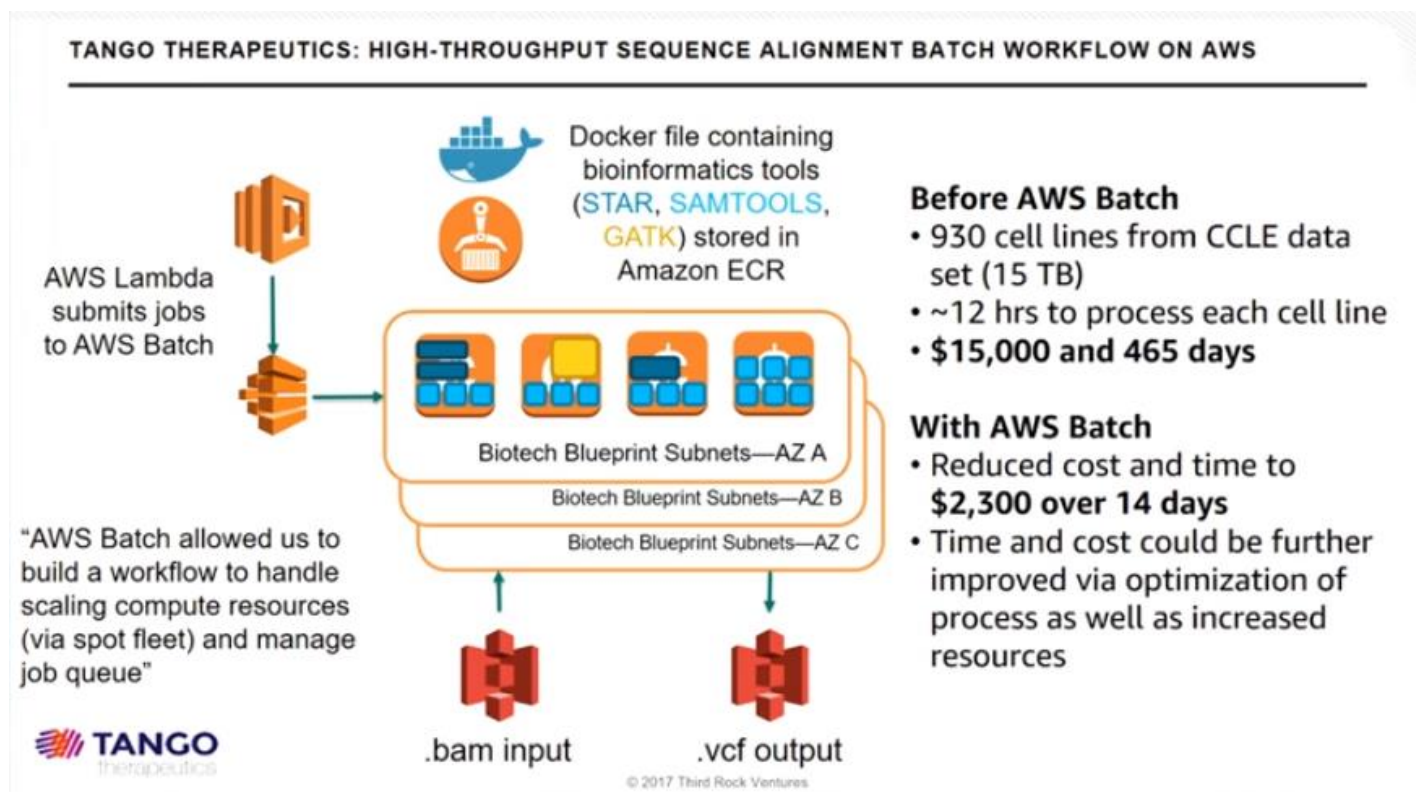 TANGO THERAPEUTICS: HIGH-THROUGHPUT SEQUENCE ALIGNMENT BATCH WORKFLOW ON AWS
Docker file containing
bioinformatics tools
(STAR, SAMTOOLS,
GATK) stored in
Amazon ECR
AWS Lambda
submits jobs
to AWS Batch
Biotech Blueprint Subnets—AZ A
Biotech Blueprint Subnets—AZ B
Biotech Blueprint Subnets—AZ C
"AWS Batch allowed us to
build a workflow to handle
scaling compute resources
(via spot fleet) and manage
job queue"
.bam input
.vcf output
Before AWS Batch
• 930 cell lines from CCLE data
set (15 TB)
• ~12 hrs to process each cell line
• $15,000 and 465 days
With AWS Batch
• Reduced cost and time to
$2,300 over 14 days
• Time and cost could be further
improved via optimization of
process as well as increased
resources
TANGO
therapeutics
© 2017 Third Rock Ventures